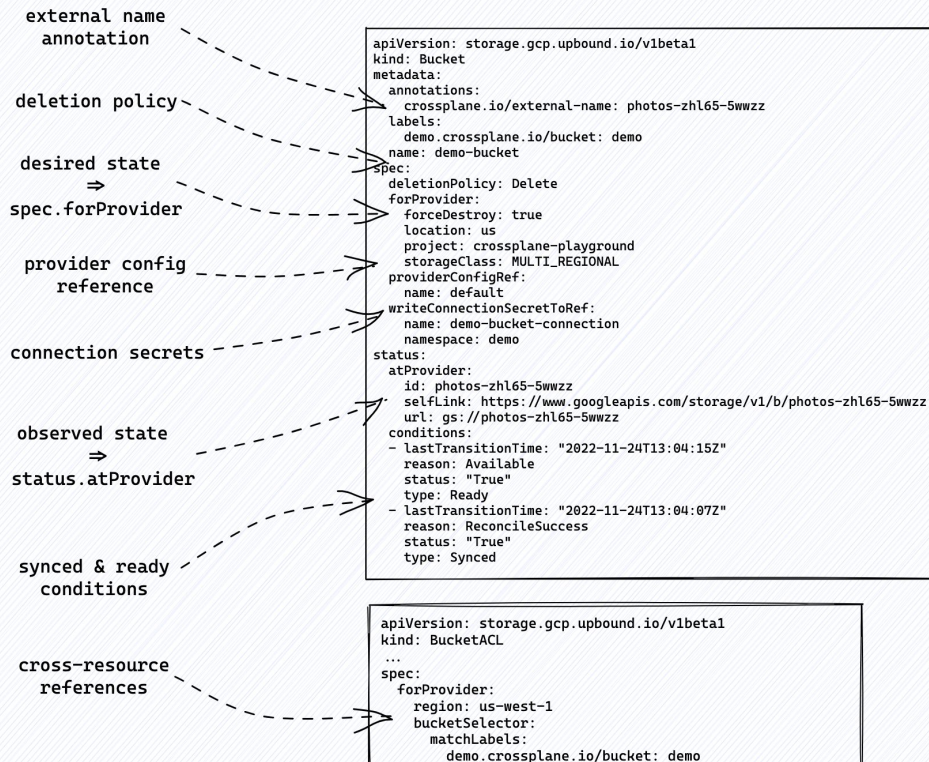 external name
annotation
deletion policy
desired state
⇒
spec.forProvider
provider config
reference
connection secrets
observed state
⇒
status.atProvider
synced & ready
conditions
cross-resource
references
apiVersion: storage.gcp.upbound.io/v1beta1
kind: Bucket
metadata:
  annotations:
    crossplane.io/external-name: photos-zhl65-5wwzz
  labels:
    demo.crossplane.io/bucket: demo
  name: demo-bucket
spec:
  deletionPolicy: Delete
  forProvider:
    forceDestroy: true
    location: us
    project: crossplane-playground
    storageClass: MULTI_REGIONAL
  providerConfigRef:
    name: default
  writeConnectionSecretToRef:
    name: demo-bucket-connection
    namespace: demo
status:
  atProvider:
    id: photos-zhl65-5wwzz
    selfLink: https://www.googleapis.com/storage/v1/b/photos-zhl65-5wwzz
    url: gs://photos-zhl65-5wwzz
  conditions:
  - lastTransitionTime: "2022-11-24T13:04:15Z"
    reason: Available
    status: "True"
    type: Ready
  - lastTransitionTime: "2022-11-24T13:04:07Z"
    reason: ReconcileSuccess
    status: "True"
    type: Synced
apiVersion: storage.gcp.upbound.io/v1beta1
kind: BucketACL
...
spec:
  forProvider:
    region: us-west-1
    bucketSelector:
      matchLabels:
        demo.crossplane.io/bucket: demo